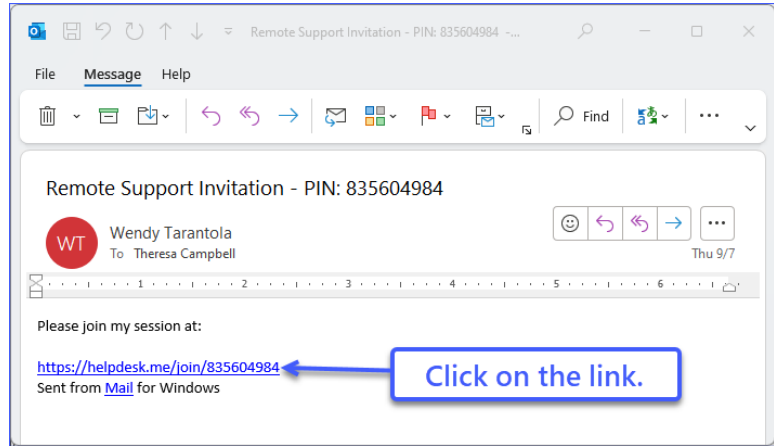 Remote Support Invitation - PIN: 835604984 -...
File Message Help
Find
Remote Support Invitation - PIN: 835604984
WT
Wendy Tarantola
To Theresa Campbell
Thu 9/7
1 2 3 4 5 6
Please join my session at:
https://helpdesk.me/join/835604984
Click on the link.
Sent from Mail for Windows